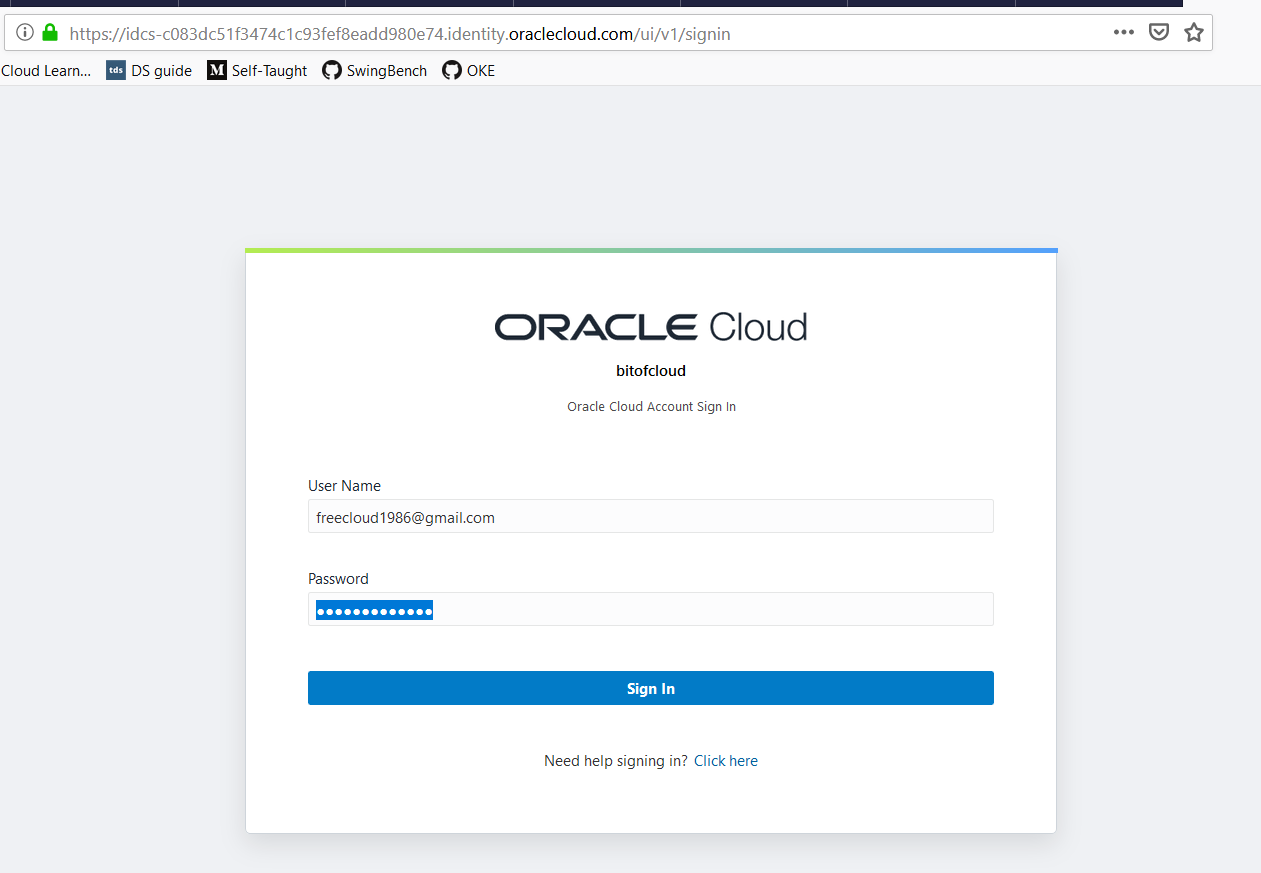 https://idcs-c083dc51f3474c1c93fef8eadd980e74.identity.oraclecloud.com/ui/v1/signin
Cloud Learn... tds DS guide M Self-Taught SwingBench OKE
ORACLE Cloud
bitofcloud
Oracle Cloud Account Sign In
User Name
freecloud1986@gmail.com
Password
●●●●●●●●●●●●●
Sign In
Need help signing in? Click here